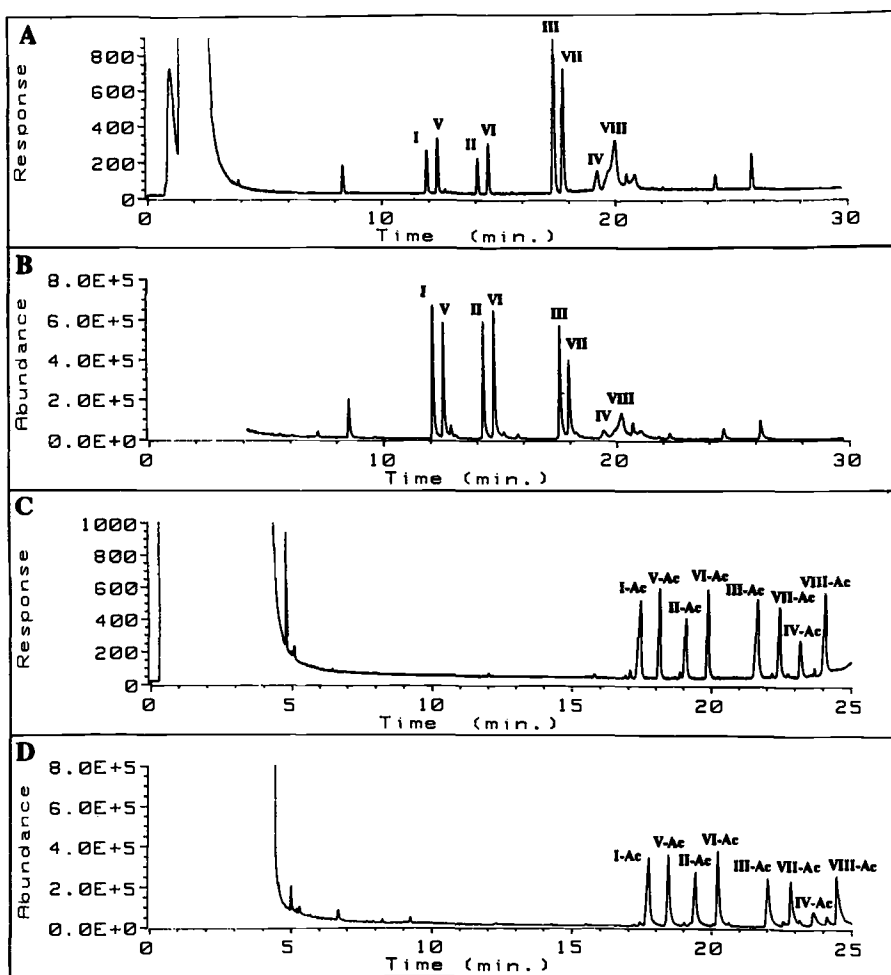 A
Response
800
600
400
200
0
I
V
II
VI
III
VII
IV
VIII
0 10 20 30
Time (min.)
B
Abundance
8.0E+5
6.0E+5
4.0E+5
2.0E+5
0.0E+0
I
V
II
VI
III
VII
IV
VIII
0 10 20 30
Time (min.)
C
Response
1000
800
600
400
200
0
I-Ac
V-Ac
II-Ac
VI-Ac
III-Ac
VII-Ac
IV-Ac
VIII-Ac
0 5 10 15 20 25
Time (min.)
D
Abundance
8.0E+5
6.0E+5
4.0E+5
2.0E+5
0.0E+0
I-Ac
V-Ac
II-Ac
VI-Ac
III-Ac
VII-Ac
IV-Ac
VIII-Ac
0 5 10 15 20 25
Time (min.)